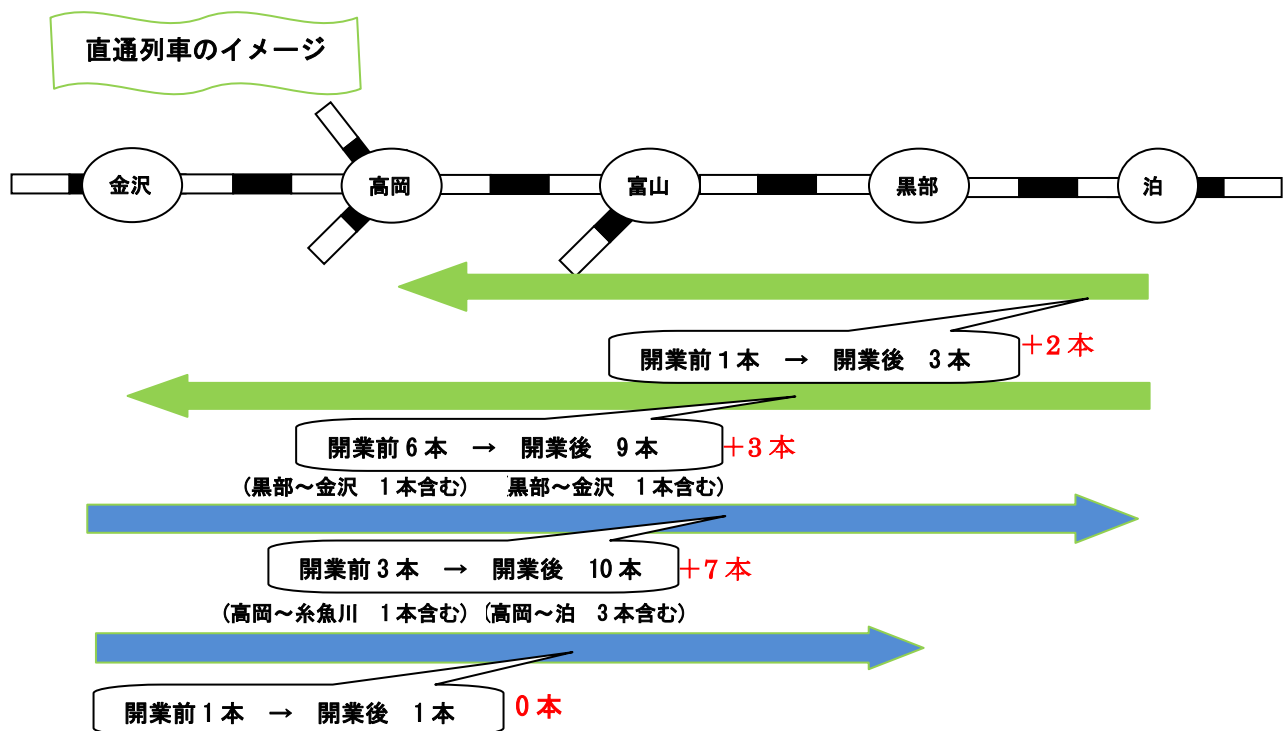 直通列車のイメージ
金沢 高岡 富山 黒部 泊
開業前1本 → 開業後 3本 +2本
開業前6本 → 開業後 9本 +3本
(黒部～金沢 1本含む) 黒部～金沢 1本含む)
開業前3本 → 開業後 10本 +7本
(高岡～糸魚川 1本含む) (高岡～泊 3本含む)
開業前1本 → 開業後 1本 0本